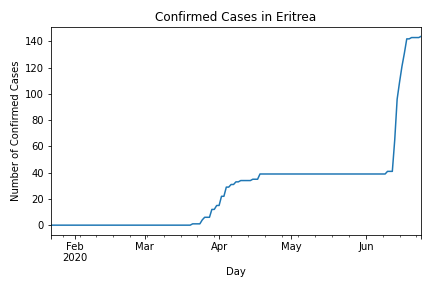 Confirmed Cases in Eritrea
Number of Confirmed Cases
140
120
100
80
60
40
20
0
Feb
2020
Mar
Apr
May
Jun
Day